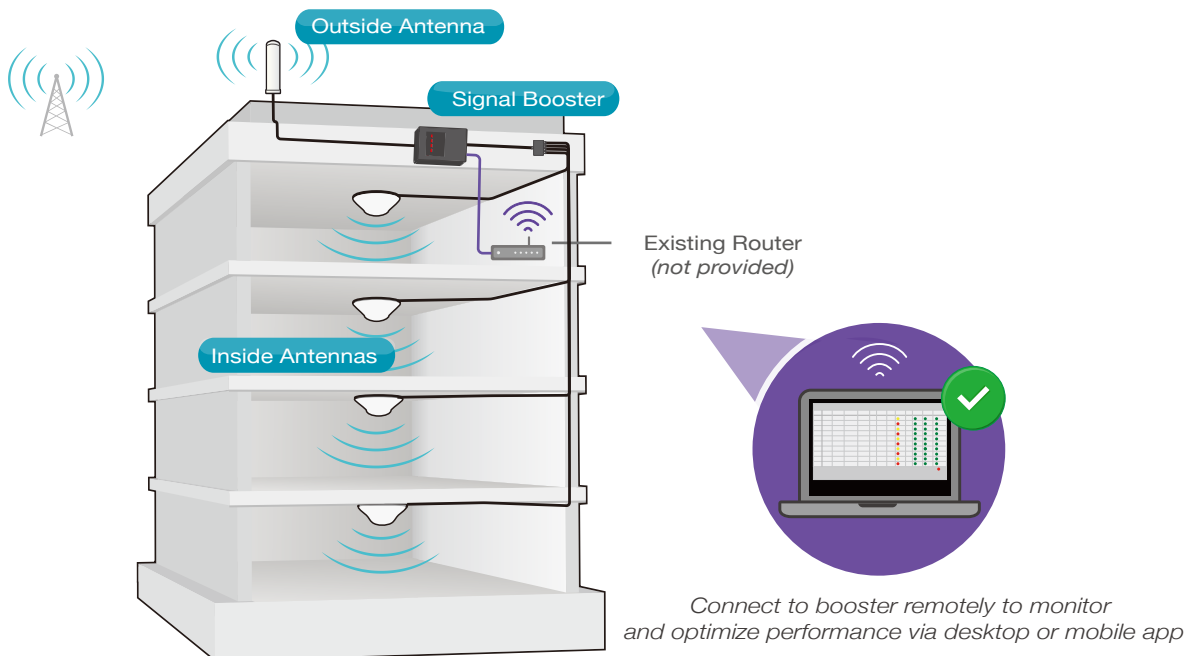 Outside Antenna
Signal Booster
Existing Router
(not provided)
Inside Antennas
Connect to booster remotely to monitor
and optimize performance via desktop or mobile app